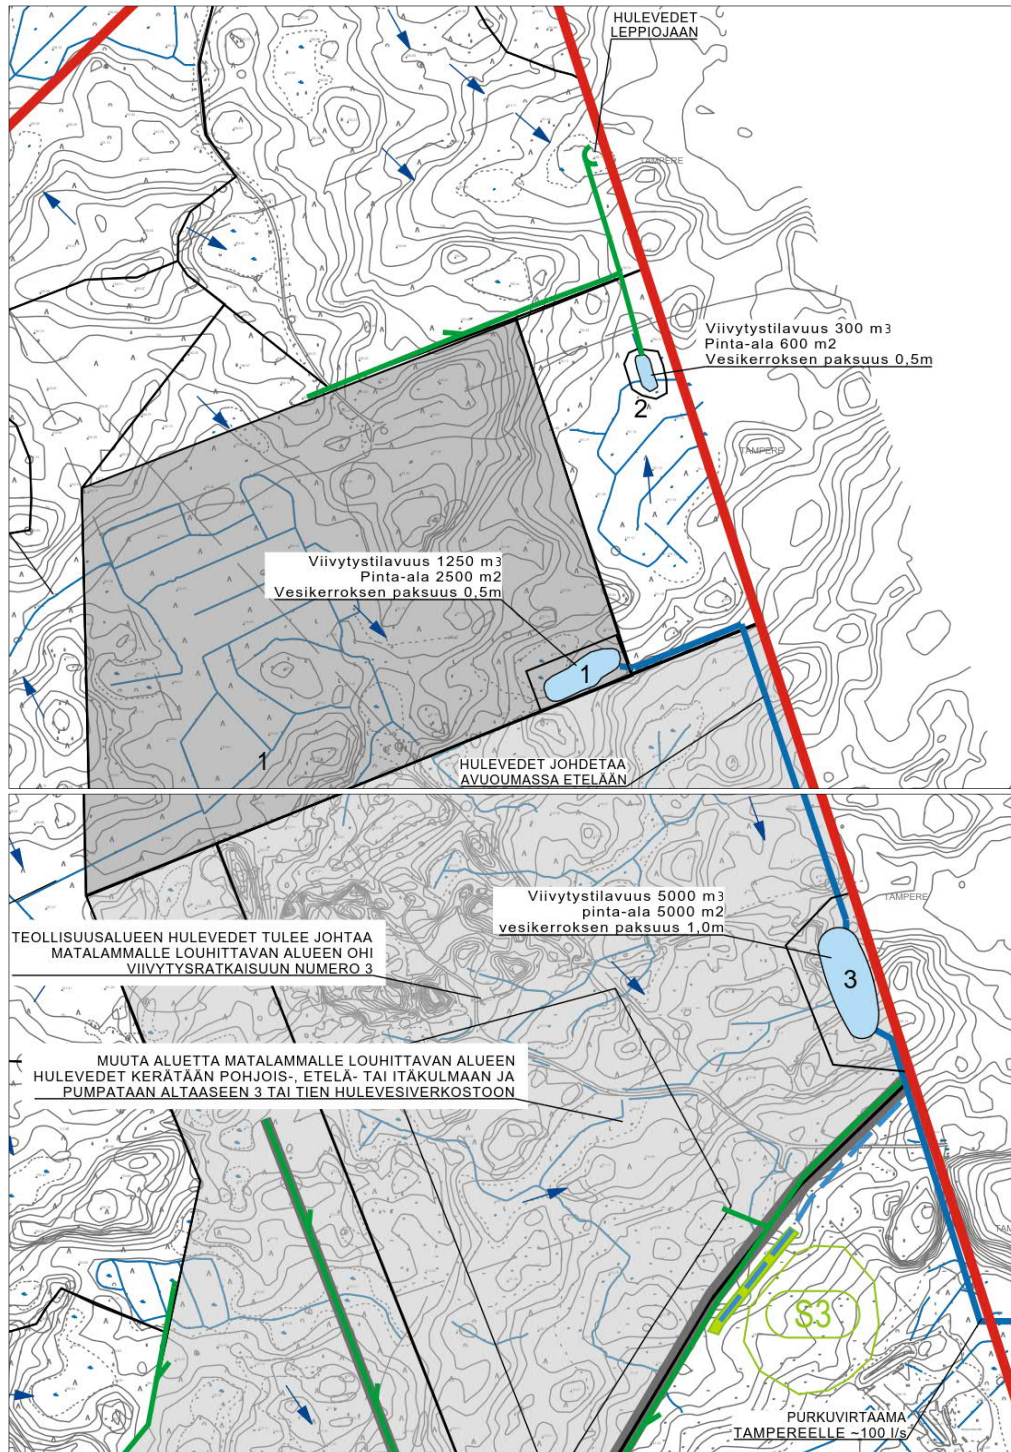 HULEVEDET
LEPPIOJAAN
TAMPERE
Viivytystilavuus 300 m3
Pinta-ala 600 m2
Vesikerroksen paksuus 0,5m
2
TAMPERE
Viivytystilavuus 1250 m3
Pinta-ala 2500 m2
Vesikerroksen paksuus 0,5m
1
1
HULEVEDET JOHDETAA
AVUOUMASSA ETELÄÄN
Viivytystilavuus 5000 m3
pinta-ala 5000 m2
vesikerroksen paksuus 1,0m
TAMPERE
TEOLLISUUSALUEEN HULEVEDET TULEE JOHTAA
MATALAMMALLE LOUHITTAVAN ALUEEN OHI
VIIVYTYSRATKAISUUN NUMERO 3
3
MUUTA ALUETTA MATALAMMALLE LOUHITTAVAN ALUEEN
HULEVEDET KERÄTÄÄN POHJOIS-, ETELÄ- TAI ITÄKULMAAN JA
PUMPATAAN ALTAASEEN 3 TAI TIEN HULEVESIVERKOSTOON
TAM
S3
PURKUVIRTAAMA
TAMPEREELLE ~100 l/s